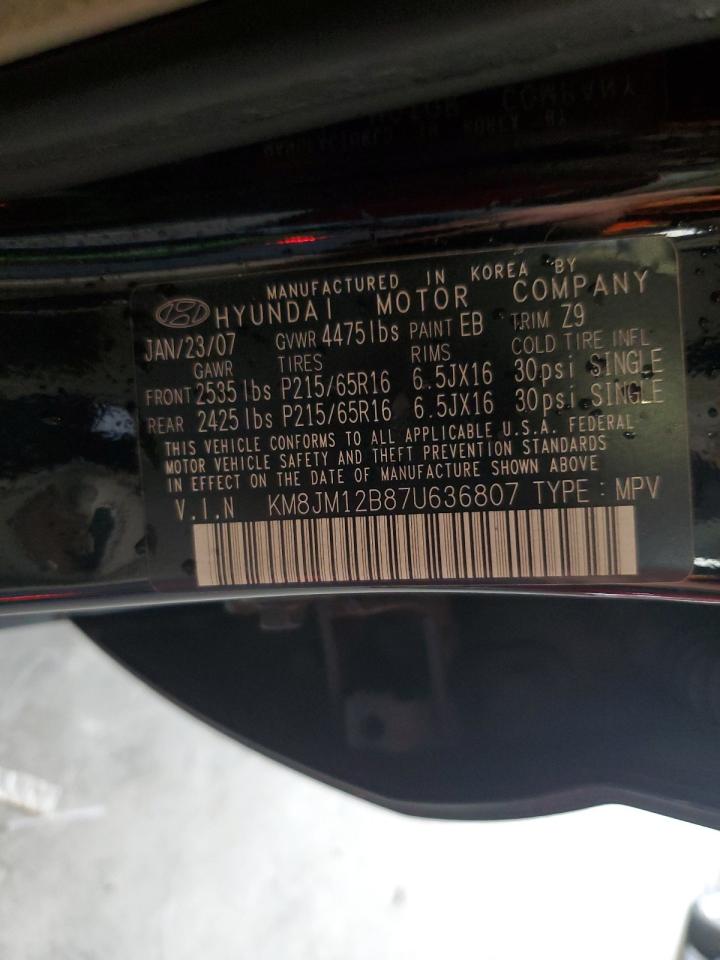 MANUFACTURED IN KOREA BY
HYUNDAI MOTOR COMPANY
JAN/23/07 GVWR 4475lbs PAINT EB TRIM Z9
GAWR TIRES RIMS COLD TIRE INFL
FRONT 2535 lbs P215/65R16 6.5JX16 30psi SINGLE
REAR 2425 lbs P215/65R16 6.5JX16 30psi SINGLE
THIS VEHICLE CONFORMS TO ALL APPLICABLE U.S.A. FEDERAL
MOTOR VEHICLE SAFETY AND THEFT PREVENTION STANDARDS
IN EFFECT ON THE DATE OF MANUFACTURE SHOWN ABOVE
V.I.N KM8JM12B87U636807 TYPE : MPV